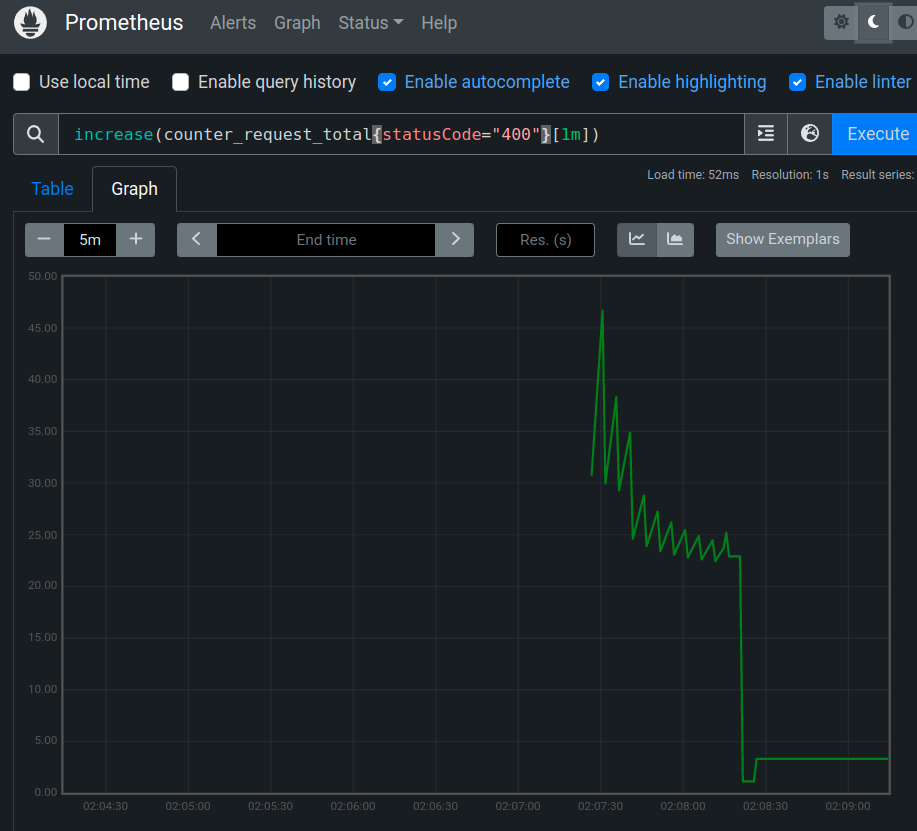 Prometheus Alerts Graph Status Help
Use local time Enable query history Enable autocomplete Enable highlighting Enable linter
increase(counter_request_total{statusCode="400"}[1m]) Execute
Load time: 52ms Resolution: 1s Result series:
Table Graph
5m End time Res. (s) Show Exemplars
50.00
45.00
40.00
35.00
30.00
25.00
20.00
15.00
10.00
5.00
0.00
02:04:30 02:05:00 02:05:30 02:06:00 02:06:30 02:07:00 02:07:30 02:08:00 02:08:30 02:09:00